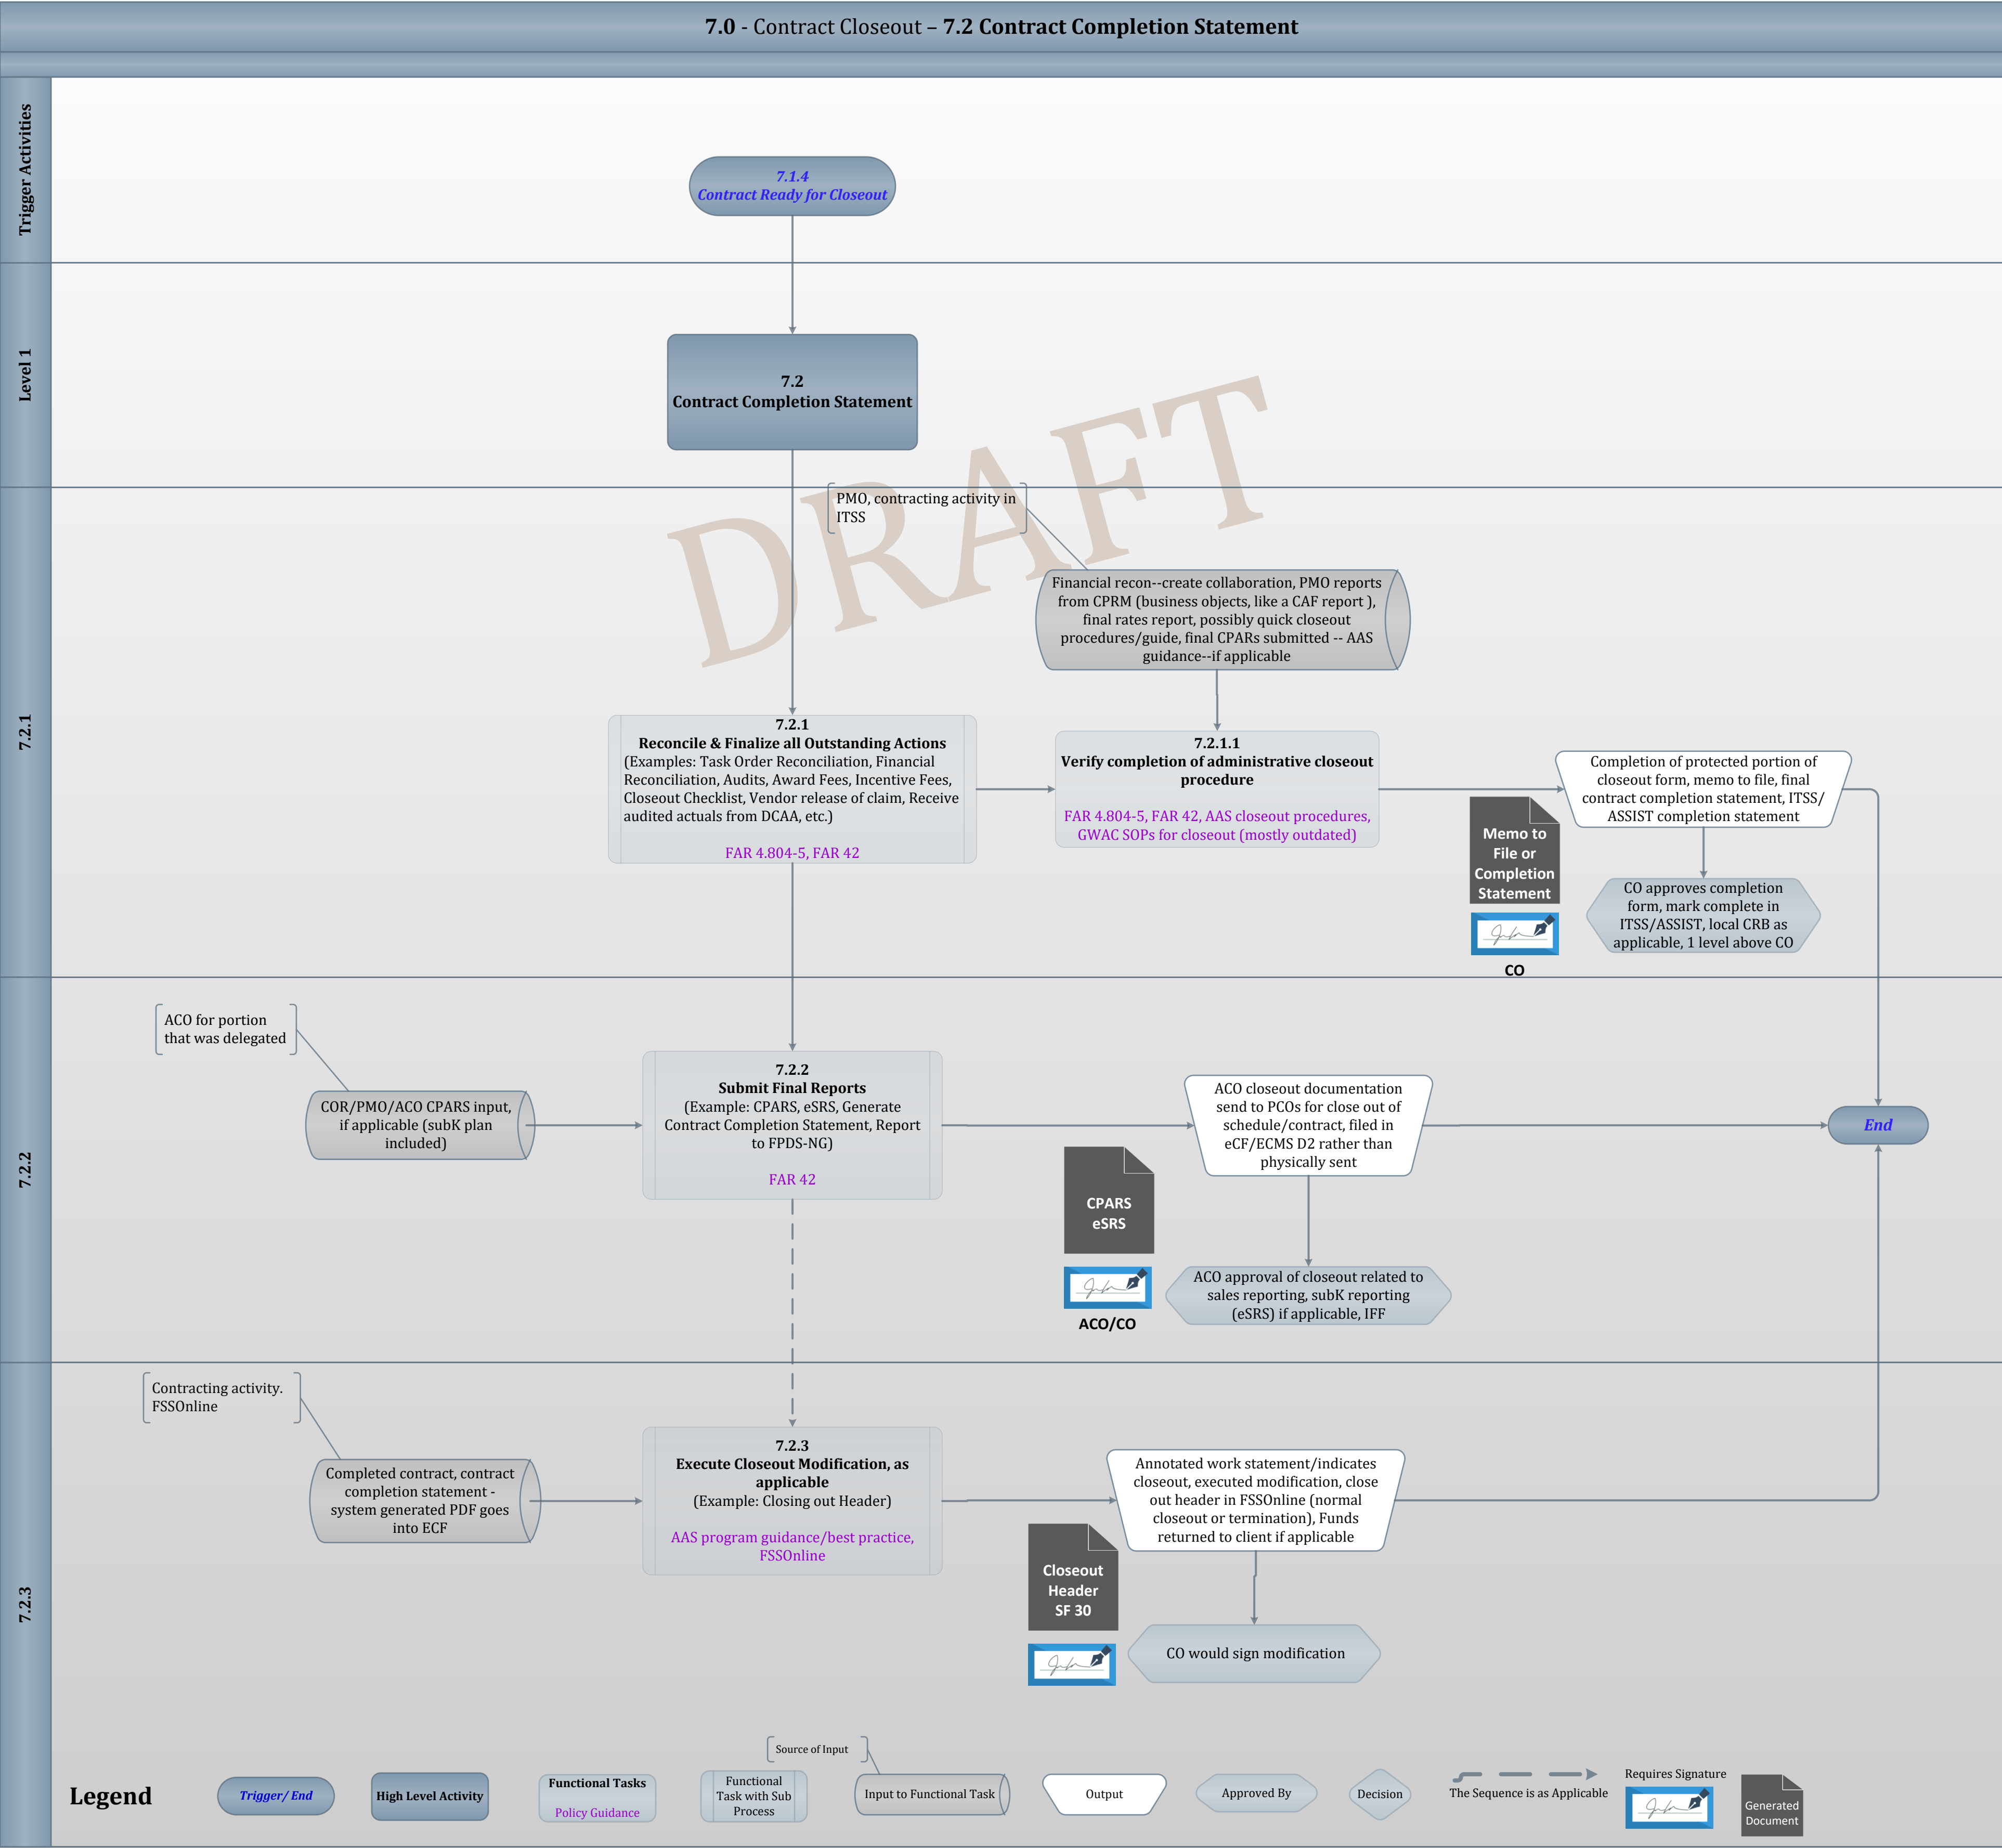 7.0 - Contract Closeout – 7.2 Contract Completion Statement
Trigger Activities
7.1.4
Contract Ready for Closeout
Level 1
7.2
Contract Completion Statement
DRAFT
7.2.1
PMO, contracting activity in
ITSS
Financial recon--create collaboration, PMO reports
from CPRM (business objects, like a CAF report ),
final rates report, possibly quick closeout
procedures/guide, final CPARs submitted -- AAS
guidance--if applicable
7.2.1
Reconcile & Finalize all Outstanding Actions
(Examples: Task Order Reconciliation, Financial
Reconciliation, Audits, Award Fees, Incentive Fees,
Closeout Checklist, Vendor release of claim, Receive
audited actuals from DCAA, etc.)
FAR 4.804-5, FAR 42
7.2.1.1
Verify completion of administrative closeout
procedure
FAR 4.804-5, FAR 42, AAS closeout procedures,
GWAC SOPs for closeout (mostly outdated)
Completion of protected portion of
closeout form, memo to file, final
contract completion statement, ITSS/
ASSIST completion statement
Memo to
File or
Completion
Statement
CO
CO approves completion
form, mark complete in
ITSS/ASSIST, local CRB as
applicable, 1 level above CO
7.2.2
ACO for portion
that was delegated
COR/PMO/ACO CPARS input,
if applicable (subK plan
included)
7.2.2
Submit Final Reports
(Example: CPARS, eSRS, Generate
Contract Completion Statement, Report
to FPDS-NG)
FAR 42
ACO closeout documentation
send to PCOs for close out of
schedule/contract, filed in
eCF/ECMS D2 rather than
physically sent
End
CPARS
eSRS
ACO/CO
ACO approval of closeout related to
sales reporting, subK reporting
(eSRS) if applicable, IFF
7.2.3
Contracting activity.
FSSOnline
Completed contract, contract
completion statement -
system generated PDF goes
into ECF
7.2.3
Execute Closeout Modification, as
applicable
(Example: Closing out Header)
AAS program guidance/best practice,
FSSOnline
Annotated work statement/indicates
closeout, executed modification, close
out header in FSSOnline (normal
closeout or termination), Funds
returned to client if applicable
Closeout
Header
SF 30
CO would sign modification
Legend
Trigger/ End
High Level Activity
Functional Tasks
Policy Guidance
Functional
Task with Sub
Process
Source of Input
Input to Functional Task
Output
Approved By
Decision
The Sequence is as Applicable
Requires Signature
Generated
Document